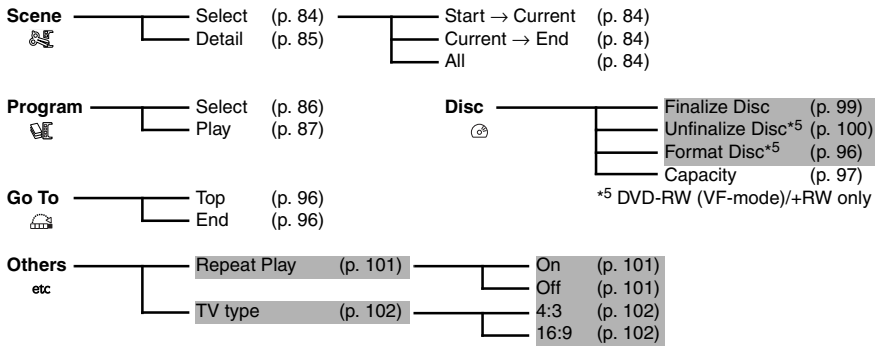 Scene Select (p. 84) Start → Current (p. 84)
Detail (p. 85) Current → End (p. 84)
All (p. 84)
Program Select (p. 86) Disc Finalize Disc (p. 99)
Play (p. 87) Unfinalize Disc*5 (p. 100)
Format Disc*5 (p. 96)
Capacity (p. 97)
Go To Top (p. 96) *5 DVD-RW (VF-mode)/+RW only
End (p. 96)
Others Repeat Play (p. 101) On (p. 101)
etc Off (p. 101)
TV type (p. 102) 4:3 (p. 102)
16:9 (p. 102)